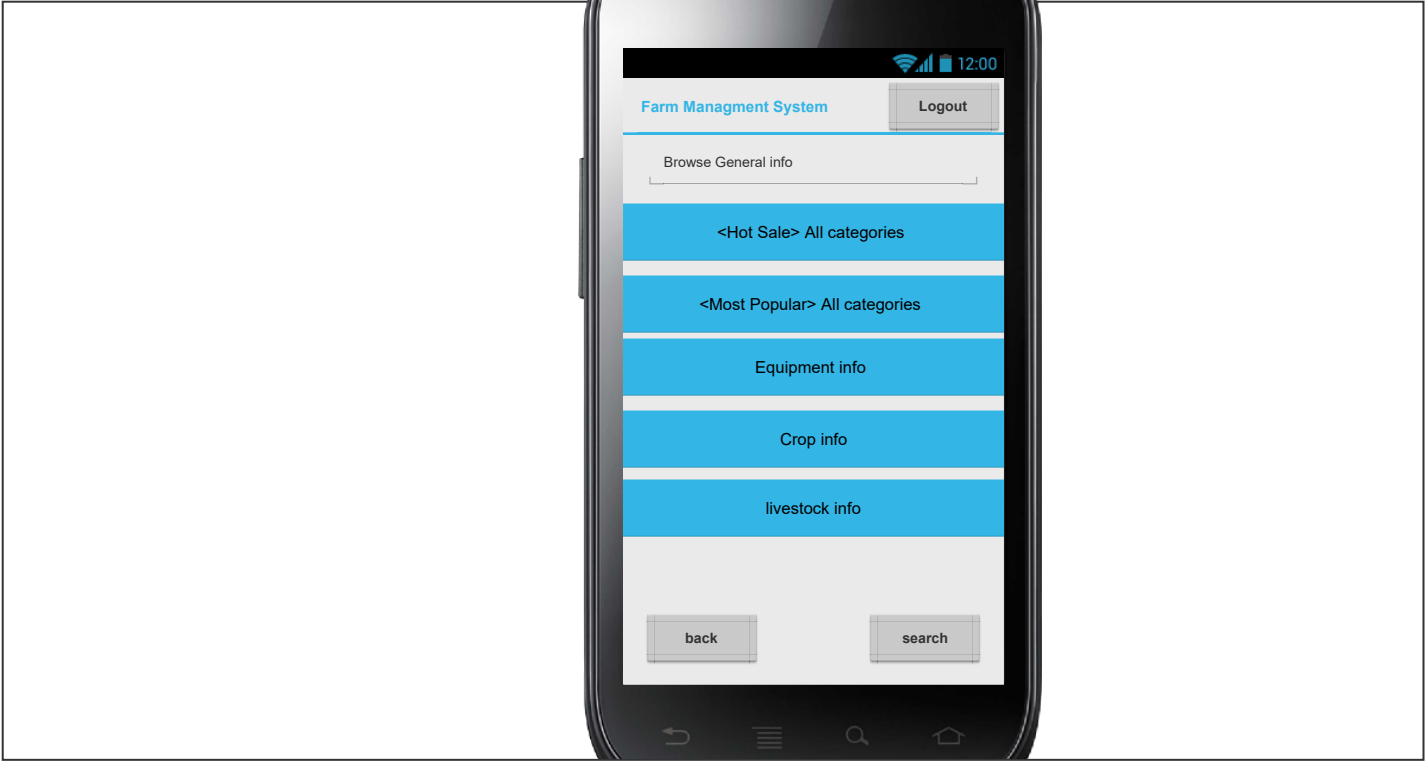 12:00
Farm Managment System
Logout
Browse General info
<Hot Sale> All categories
<Most Popular> All categories
Equipment info
Crop info
livestock info
back
search